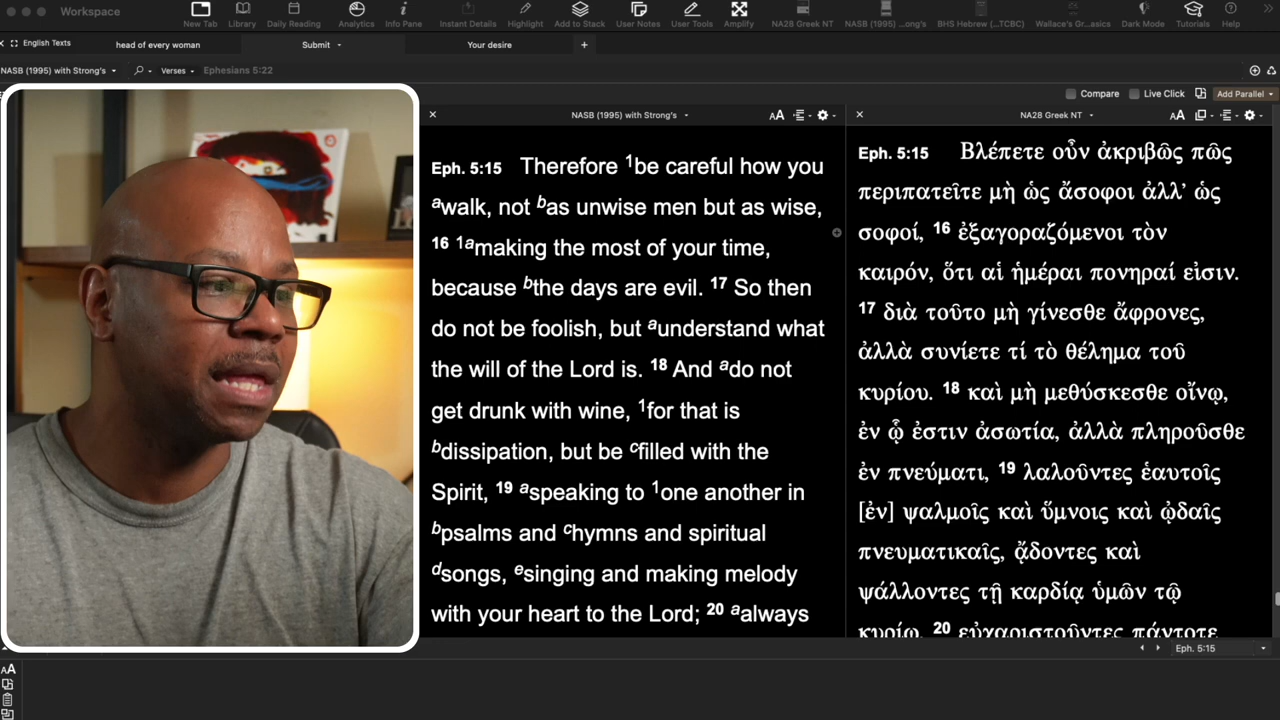 Workspace
New Tab
Library
Daily Reading
Analytics
Info Pane
Instant Details
Highlight
Add to Stack
User Notes
User Tools
Amplify
NA28 Greek NT
NASB (1995) ...ong's
BHS Hebrew (...TCBC)
Wallace's Gr...asics
Dark Mode
Tutorials
Help
English Texts
head of every woman
Submit
Your desire
NASB (1995) with Strong's
Verses
Ephesians 5:22
Compare
Live Click
Add Parallel
NASB (1995) with Strong's
AA
Eph. 5:15 Therefore 1be careful how you
awalk, not bas unwise men but as wise,
16 1amaking the most of your time,
because bthe days are evil. 17 So then
do not be foolish, but aunderstand what
the will of the Lord is. 18 And ado not
get drunk with wine, 1for that is
bdissipation, but be cfilled with the
Spirit, 19 aspeaking to 1one another in
bpsalms and chymns and spiritual
dsongs, esinging and making melody
with your heart to the Lord; 20 aalways
NA28 Greek NT
AA
Eph. 5:15 Βλέπετε οὖν ἀκριβῶς πῶς
περιπατεῖτε μὴ ὡς ἄσοφοι ἀλλ’ ὡς
σοφοί, 16 ἐξαγοραζόμενοι τὸν
καιρόν, ὅτι αἱ ἡμέραι πονηραί εἰσιν.
17 διὰ τοῦτο μὴ γίνεσθε ἄφρονες,
ἀλλὰ συνίετε τί τὸ θέλημα τοῦ
κυρίου. 18 καὶ μὴ μεθύσκεσθε οἴνῳ,
ἐν ᾧ ἐστιν ἀσωτία, ἀλλὰ πληροῦσθε
ἐν πνεύματι, 19 λαλοῦντες ἑαυτοῖς
[ἐν] ψαλμοῖς καὶ ὕμνοις καὶ ᾠδαῖς
πνευματικαῖς, ᾄδοντες καὶ
ψάλλοντες τῇ καρδίᾳ ὑμῶν τῷ
κυρίῳ, 20 εὐχαριστοῦντες πάντοτε
Eph. 5:15
AA